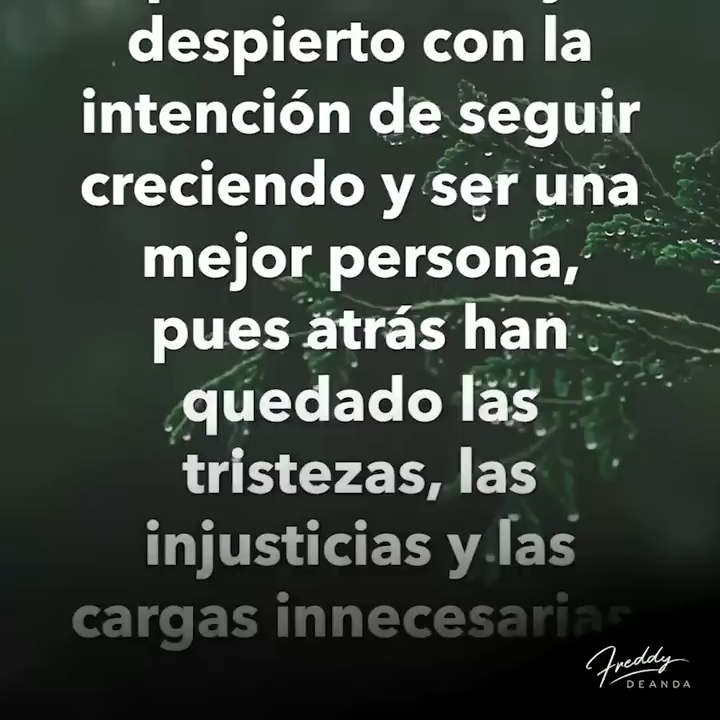 despierto con la
intención de seguir
creciendo y ser una
mejor persona,
pues atrás han
quedado las
tristezas, las
injusticias y las
cargas innecesarias
Freddy
DEANDA